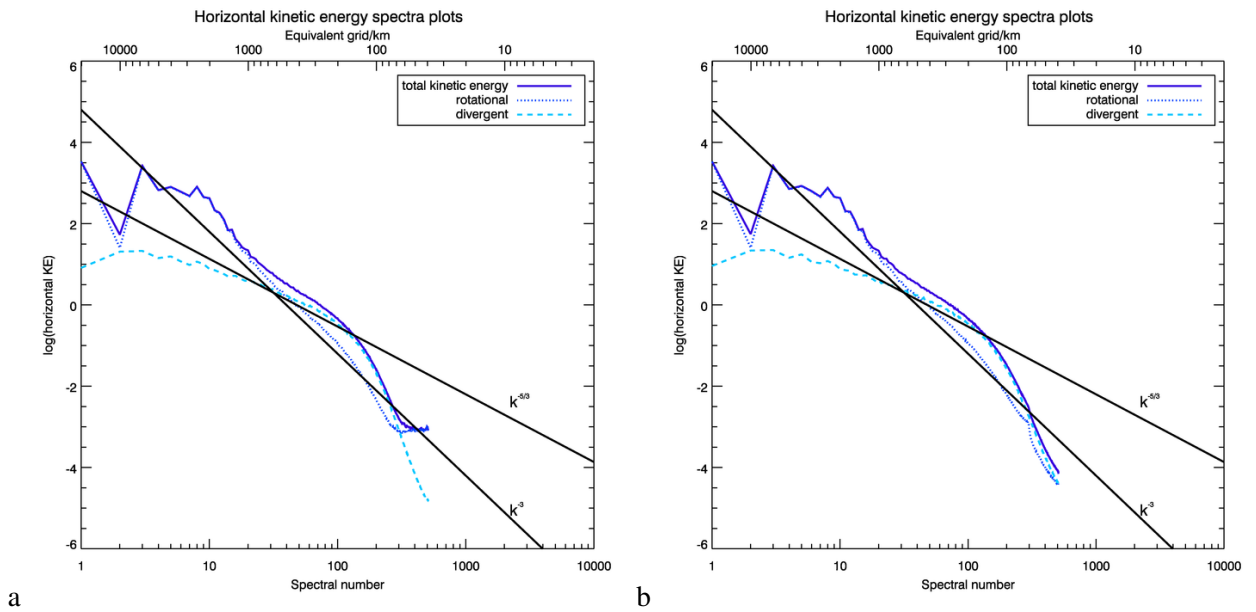 Horizontal kinetic energy spectra plots
Equivalent grid/km
10000 1000 100 10
6
4
2
0
-2
-4
-6
log(horizontal KE)
total kinetic energy
rotational
divergent
k-5/3
k-3
1 10 100 1000 10000
Spectral number
a
Horizontal kinetic energy spectra plots
Equivalent grid/km
10000 1000 100 10
6
4
2
0
-2
-4
-6
log(horizontal KE)
total kinetic energy
rotational
divergent
k-5/3
k-3
1 10 100 1000 10000
Spectral number
b